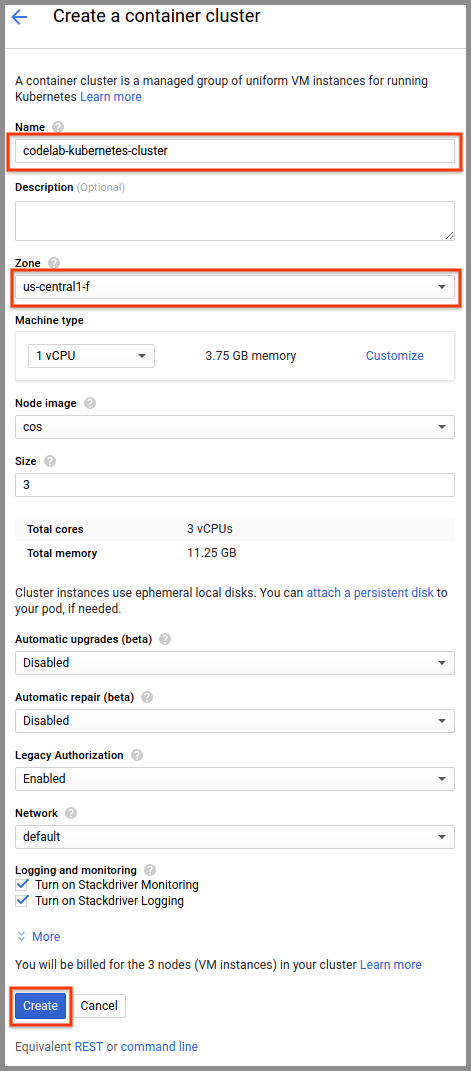 Create a container cluster
A container cluster is a managed group of uniform VM instances for running
Kubernetes Learn more
Name
codelab-kubernetes-cluster
Description (Optional)
Zone
us-central1-f
Machine type
1 vCPU 3.75 GB memory Customize
Node image
cos
Size
3
Total cores 3 vCPUs
Total memory 11.25 GB
Cluster instances use ephemeral local disks. You can attach a persistent disk to
your pod, if needed.
Automatic upgrades (beta)
Disabled
Automatic repair (beta)
Disabled
Legacy Authorization
Enabled
Network
default
Logging and monitoring
Turn on Stackdriver Monitoring
Turn on Stackdriver Logging
More
You will be billed for the 3 nodes (VM instances) in your cluster Learn more
Create Cancel
Equivalent REST or command line